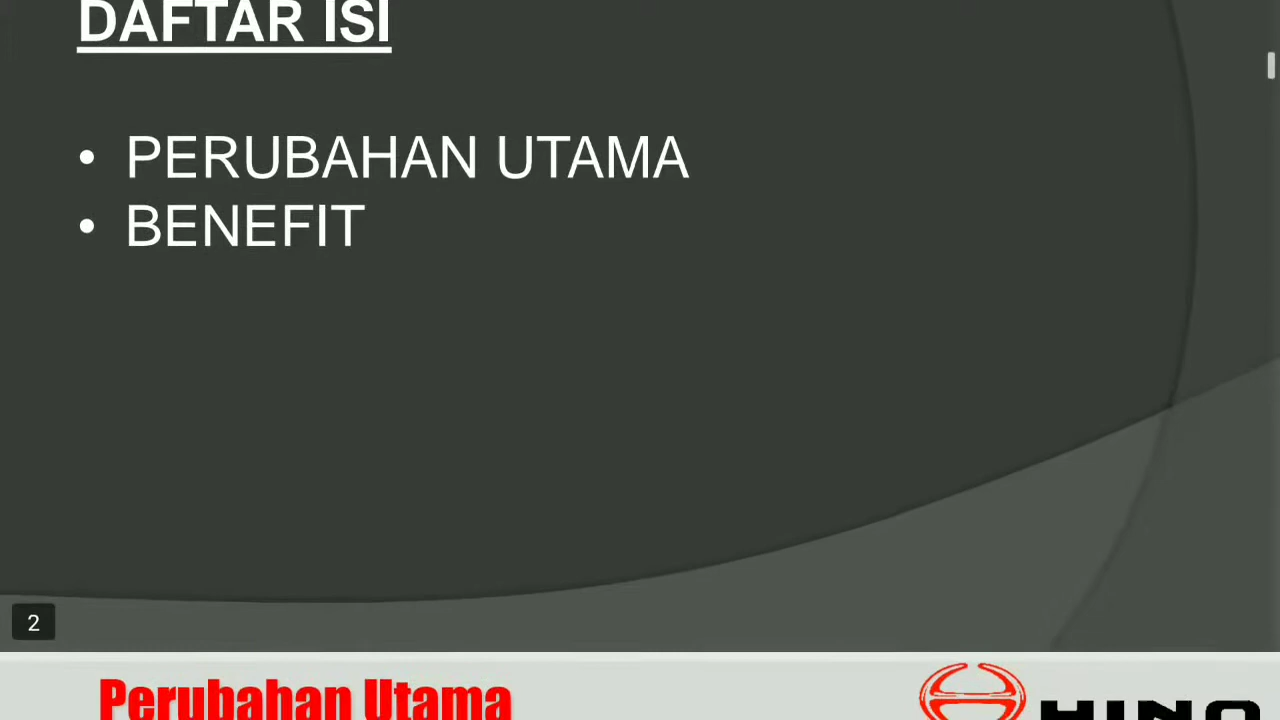 DAFTAR ISI
• PERUBAHAN UTAMA
• BENEFIT
2
Perubahan Utama
HINO